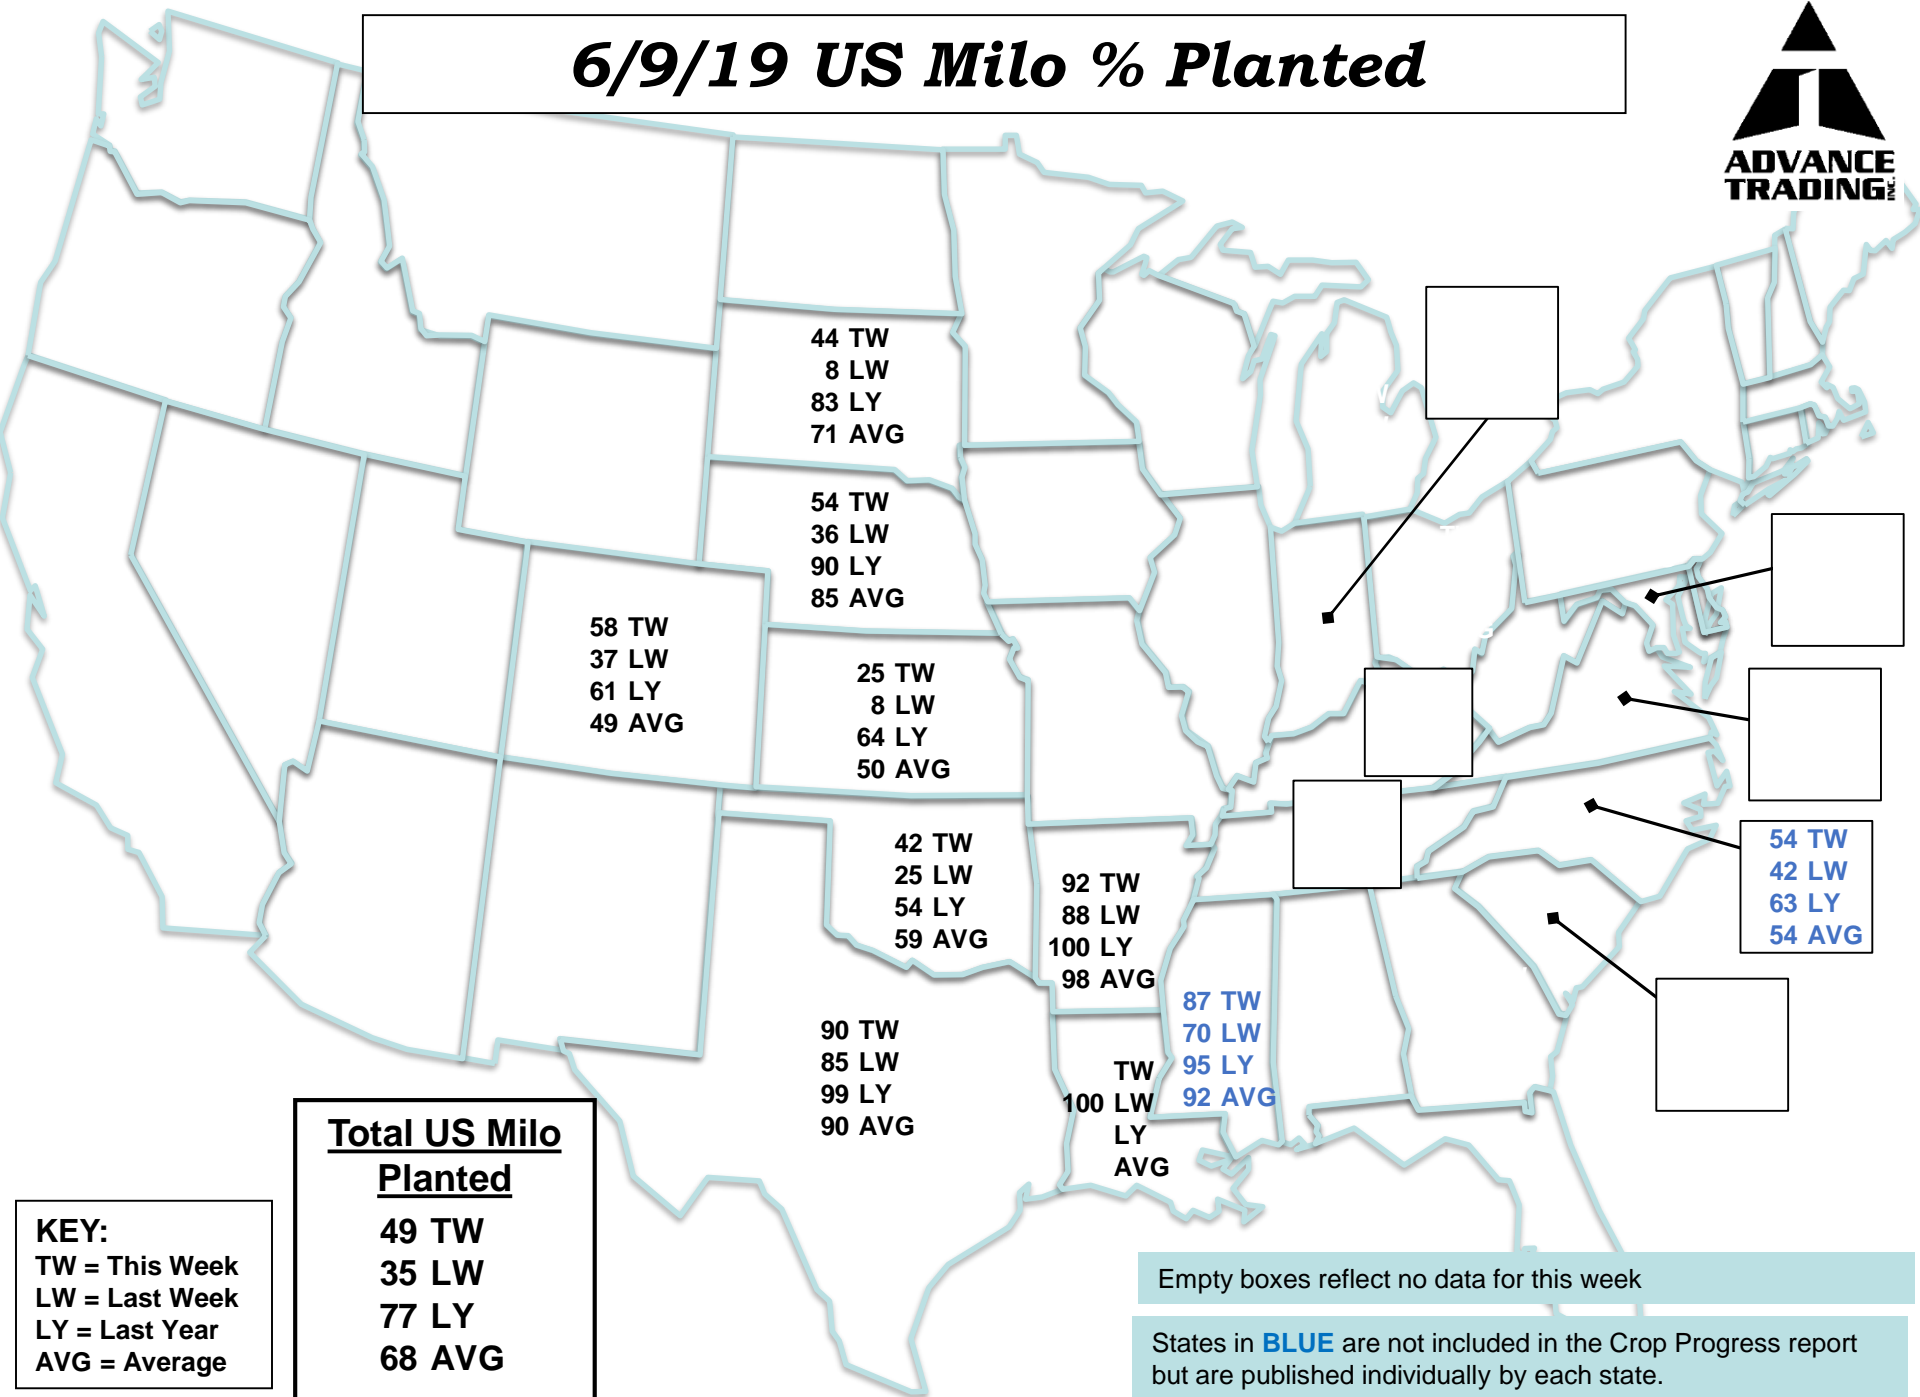 6/9/19 US Milo % Planted
ADVANCE
TRADING INC.
44 TW
8 LW
83 LY
71 AVG
54 TW
36 LW
90 LY
85 AVG
58 TW
37 LW
61 LY
49 AVG
25 TW
8 LW
64 LY
50 AVG
42 TW
25 LW
54 LY
59 AVG
92 TW
88 LW
100 LY
98 AVG
54 TW
42 LW
63 LY
54 AVG
87 TW
70 LW
95 LY
92 AVG
90 TW
85 LW
99 LY
90 AVG
TW
100 LW
LY
AVG
Total US Milo
Planted
49 TW
35 LW
77 LY
68 AVG
KEY:
TW = This Week
LW = Last Week
LY = Last Year
AVG = Average
Empty boxes reflect no data for this week
States in BLUE are not included in the Crop Progress report
but are published individually by each state.